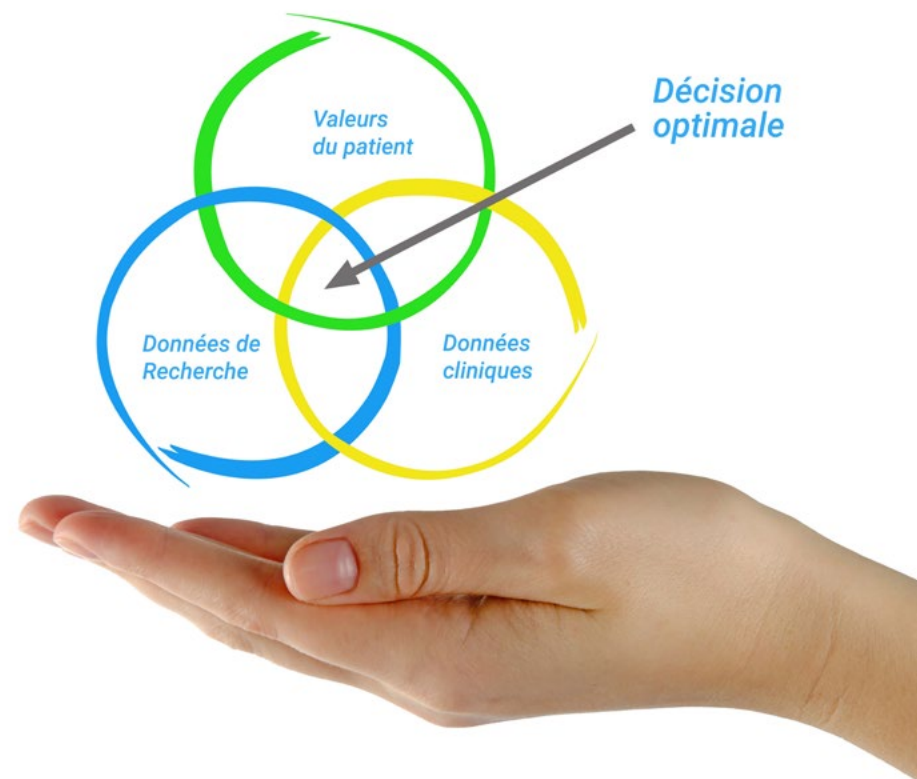 Valeurs
du patient
Décision
optimale
Données de
Recherche
Données
cliniques